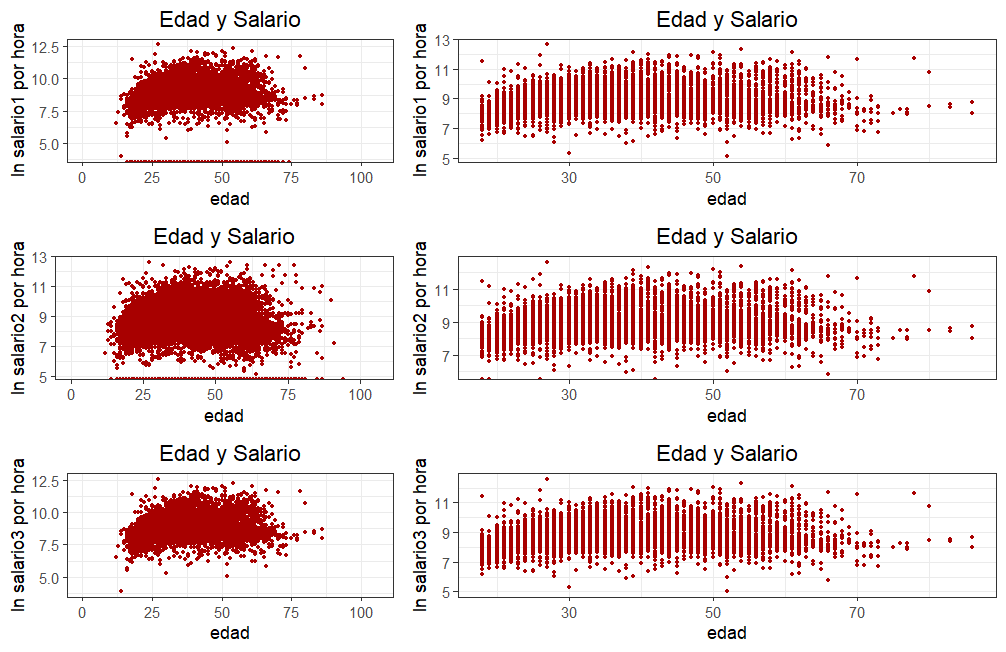 Edad y Salario
ln salario1 por hora
12.5
10.0
7.5
5.0
0 25 50 75 100
edad
Edad y Salario
ln salario1 por hora
13
11
9
7
5
30 50 70
edad
Edad y Salario
ln salario2 por hora
13
11
9
7
5
0 25 50 75 100
edad
Edad y Salario
ln salario2 por hora
11
9
7
30 50 70
edad
Edad y Salario
ln salario3 por hora
12.5
10.0
7.5
5.0
0 25 50 75 100
edad
Edad y Salario
ln salario3 por hora
11
9
7
5
30 50 70
edad